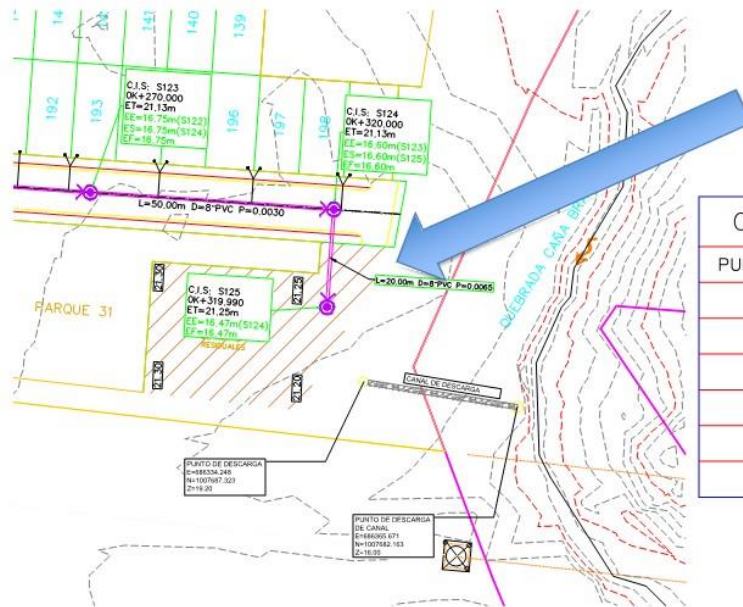 141
140
139
192
193
196
197
198
C.I.S: S123
0K+270,000
ET=21,13m
EE=16,75m(S122)
ES=16,75m(S124)
EF=16,75m
C.I.S: S124
0K+320,000
ET=21,13m
EE=16,60m(S123)
ES=16,60m(S125)
EF=16,60m
L=50.00m D=8"PVC P=0.0030
L=20.00m D=8"PVC P=0.0065
C.I.S: S125
0K+319,990
ET=21,25m
EE=16,47m(S124)
EF=16,47m
RESIDUALES
PARQUE 31
21.30
21.25
21.30
21.20
QUEBRADA CAÑA
CANAL DE DESCARGA
PUNTO DE DESCARGA
E=686334.248
N=1007687.323
Z=19.20
PUNTO DE DESCARGA
DE CANAL
E=686365.671
N=1007682.163
Z=16.00